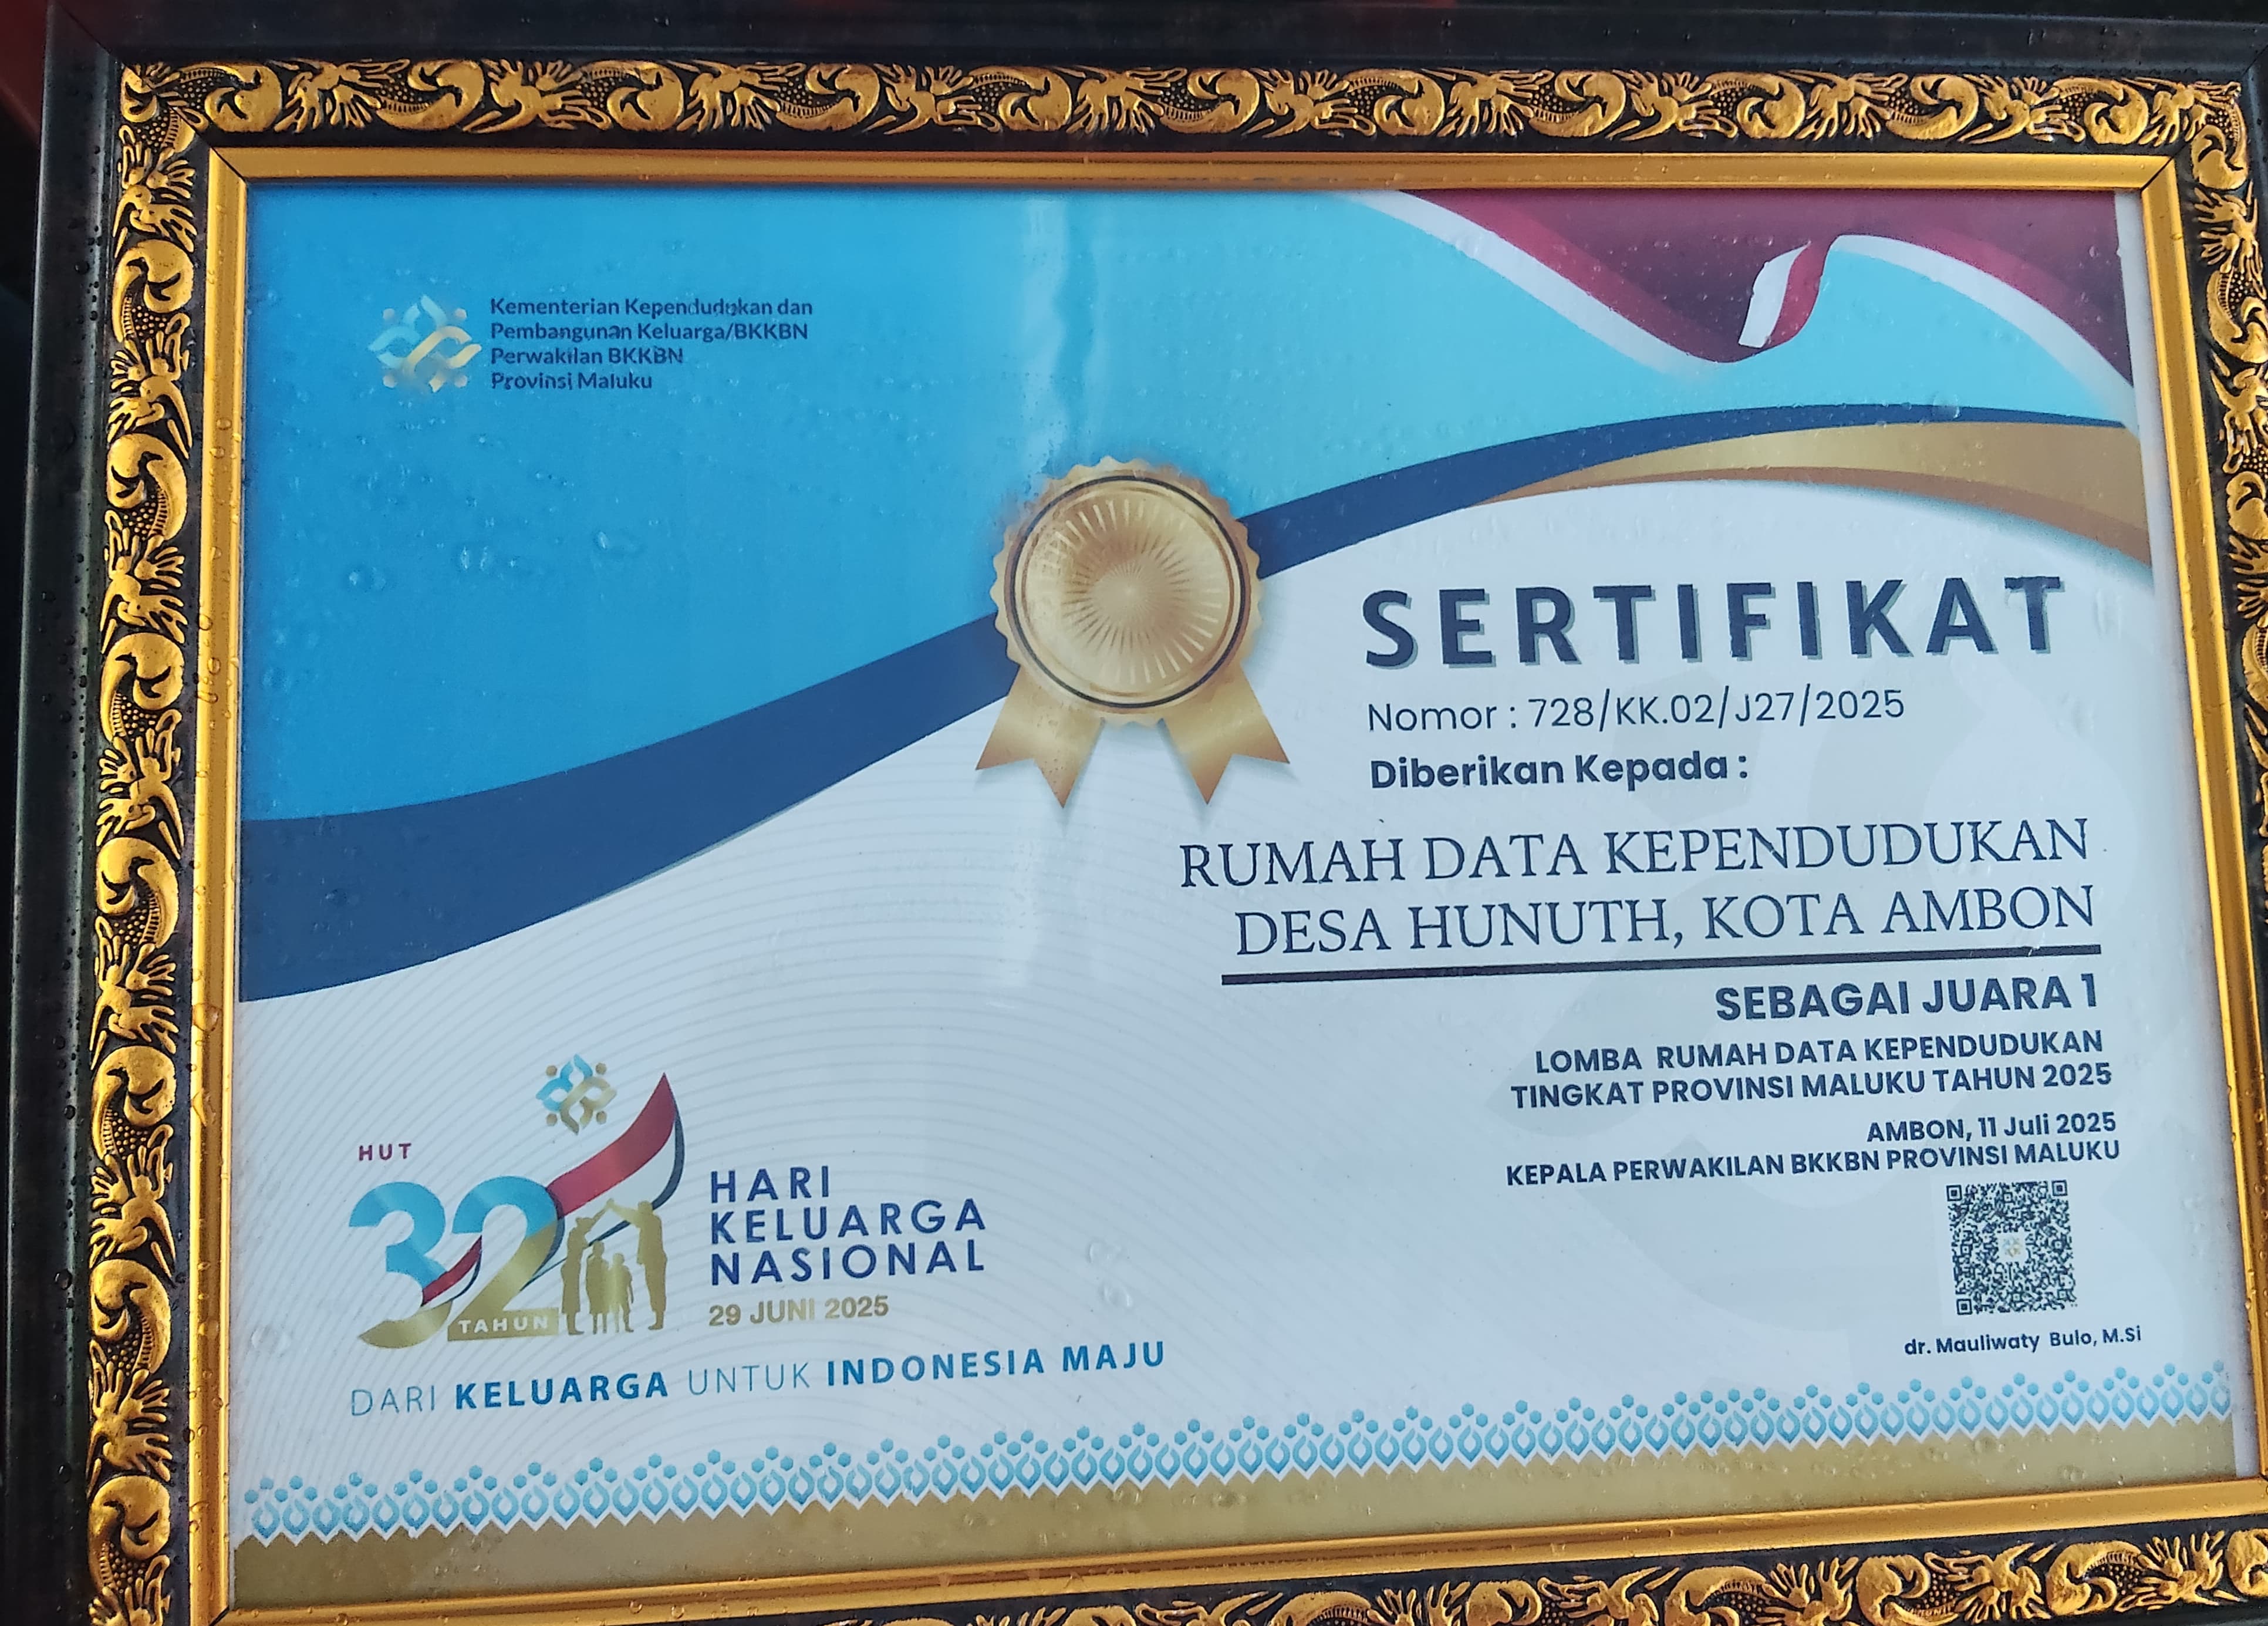 Kementerian Kependudukan dan
Pembangunan Keluarga/BKKBN
Perwakilan BKKBN
Provinsi Maluku
SERTIFIKAT
Nomor : 728/KK.02/J27/2025
Diberikan Kepada :
RUMAH DATA KEPENDUDUKAN
DESA HUNUTH, KOTA AMBON
SEBAGAI JUARA 1
LOMBA RUMAH DATA KEPENDUDUKAN
TINGKAT PROVINSI MALUKU TAHUN 2025
AMBON, 11 Juli 2025
KEPALA PERWAKILAN BKKBN PROVINSI MALUKU
dr. Mauliwaty Bulo, M.Si
HUT
32
TAHUN
HARI
KELUARGA
NASIONAL
29 JUNI 2025
DARI KELUARGA UNTUK INDONESIA MAJU